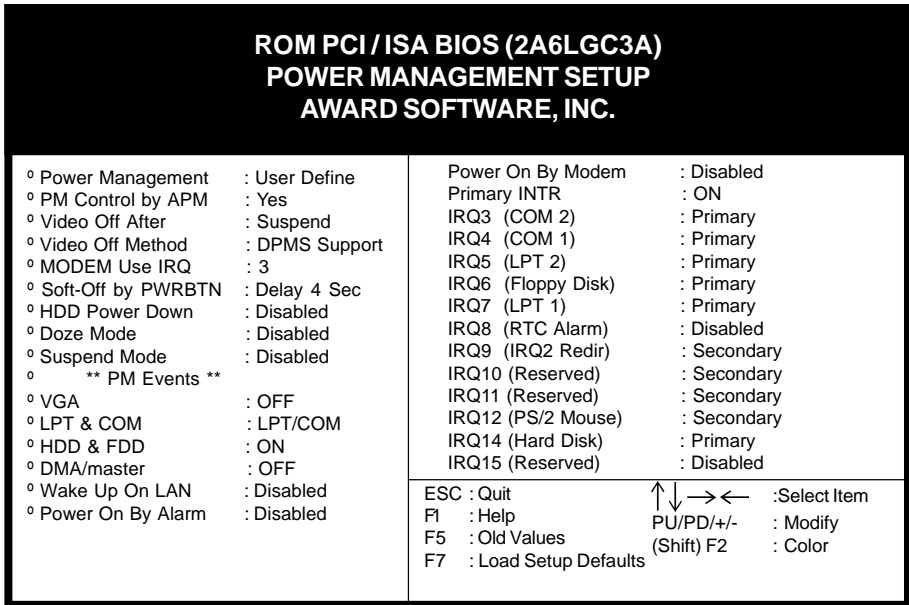 ROM PCI / ISA BIOS (2A6LGC3A)
POWER MANAGEMENT SETUP
AWARD SOFTWARE, INC.
º Power Management : User Define
º PM Control by APM : Yes
º Video Off After : Suspend
º Video Off Method : DPMS Support
º MODEM Use IRQ : 3
º Soft-Off by PWRBTN : Delay 4 Sec
º HDD Power Down : Disabled
º Doze Mode : Disabled
º Suspend Mode : Disabled
º ** PM Events **
º VGA : OFF
º LPT & COM : LPT/COM
º HDD & FDD : ON
º DMA/master : OFF
º Wake Up On LAN : Disabled
º Power On By Alarm : Disabled
Power On By Modem : Disabled
Primary INTR : ON
IRQ3 (COM 2) : Primary
IRQ4 (COM 1) : Primary
IRQ5 (LPT 2) : Primary
IRQ6 (Floppy Disk) : Primary
IRQ7 (LPT 1) : Primary
IRQ8 (RTC Alarm) : Disabled
IRQ9 (IRQ2 Redir) : Secondary
IRQ10 (Reserved) : Secondary
IRQ11 (Reserved) : Secondary
IRQ12 (PS/2 Mouse) : Secondary
IRQ14 (Hard Disk) : Primary
IRQ15 (Reserved) : Disabled
ESC : Quit ↑↓→← :Select Item
F1 : Help PU/PD/+/- : Modify
F5 : Old Values (Shift) F2 : Color
F7 : Load Setup Defaults